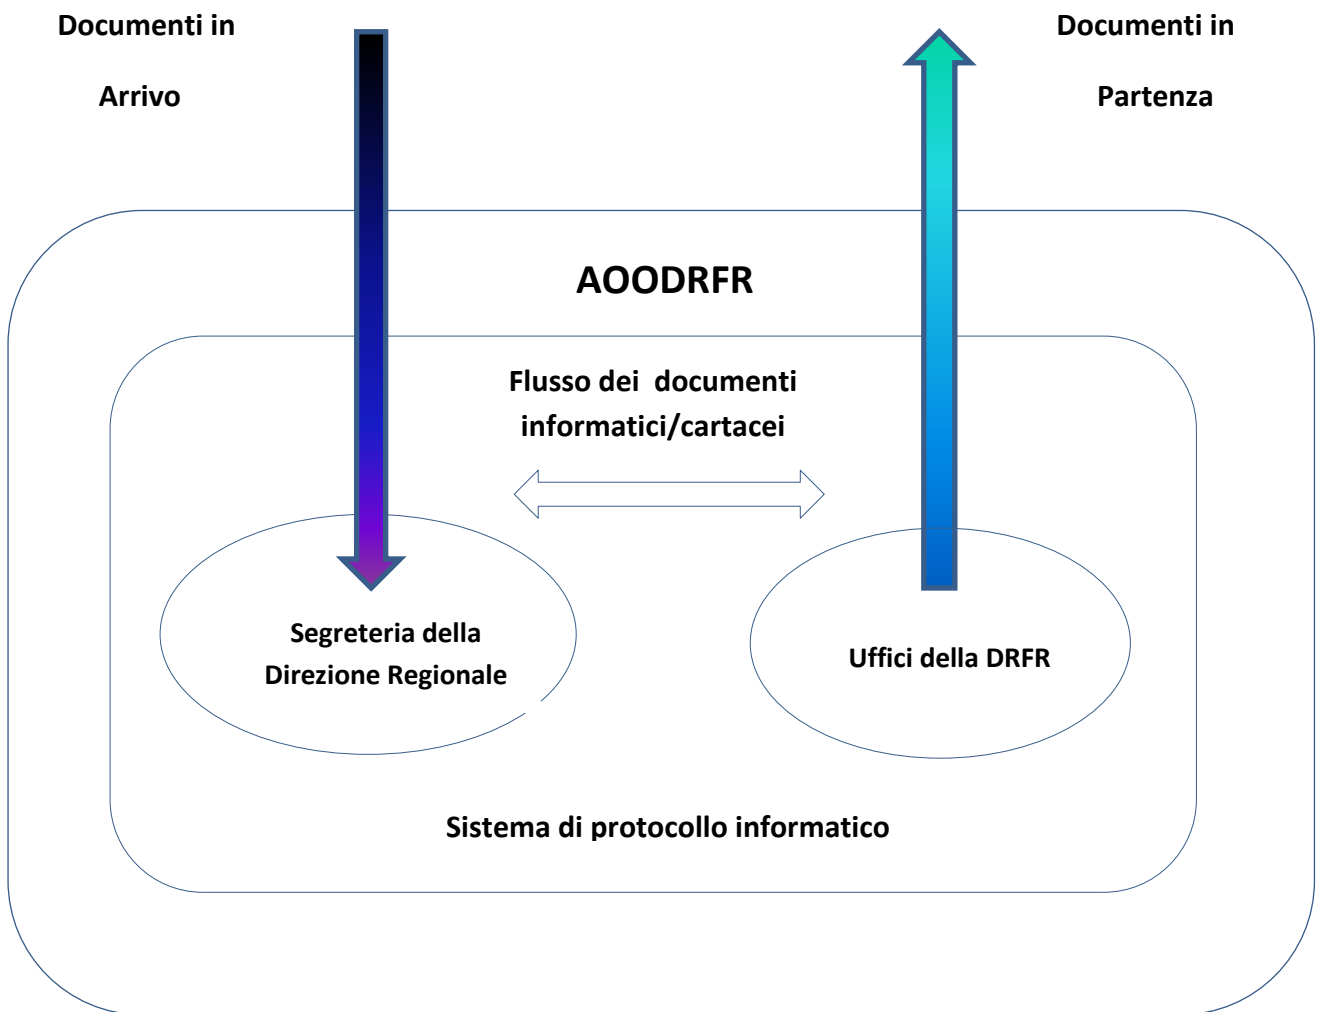 Documenti in
Arrivo
Documenti in
Partenza
AOODRFR
Flusso dei  documenti
informatici/cartacei
Segreteria della
Direzione Regionale
Uffici della DRFR
Sistema di protocollo informatico